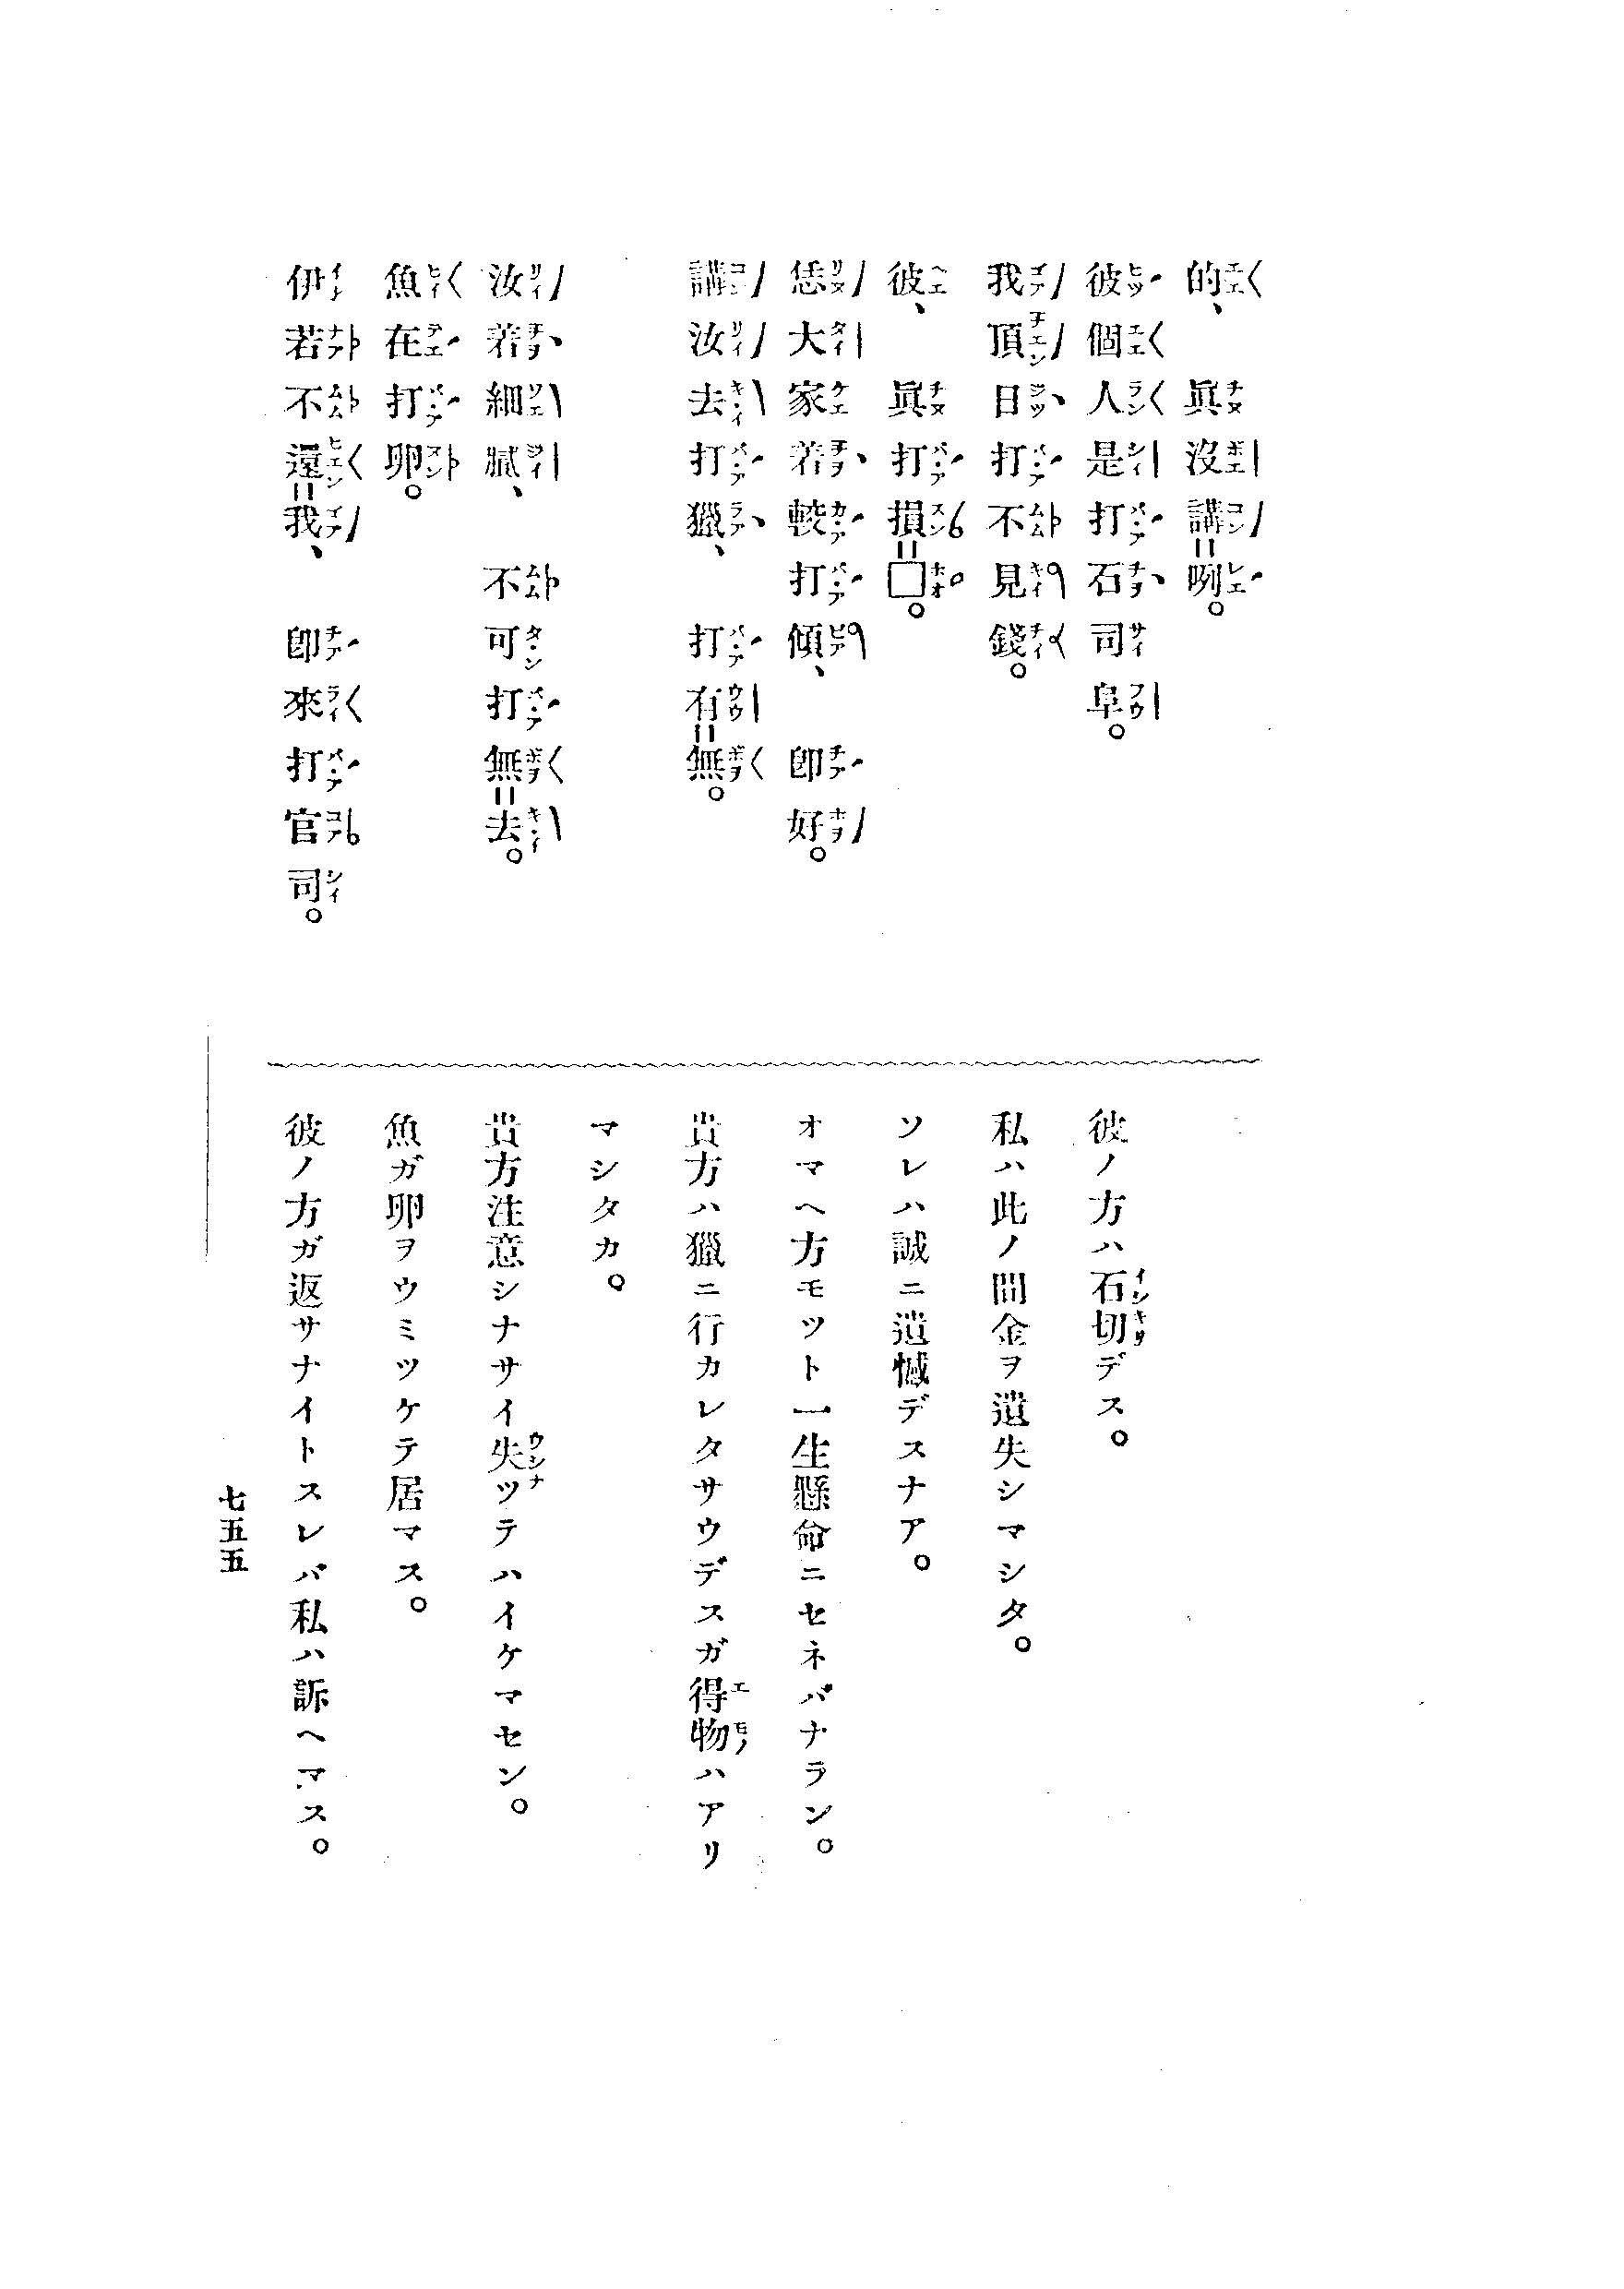 的、眞沒講=咧。
彼個人是打石司阜。
我頂日打不見錢。
彼、眞打損=□。
恁大家着較打傾、卽好。
講汝去打獵、打有=無。
汝着細膩、不可打無=去。
魚在打卵。
伊若不還=我、卽來打官司。
彼ノ方ハ石切デス。
私ハ此ノ間金ヲ遺失シマシタ。
ソレハ誠ニ遺憾デスナア。
オマヘ方モツト一生懸命ニセネバナラン。
貴方ハ獵ニ行カレタサウデスガ得物ハアリ
マシタカ。
貴方注意シナサイ失ツテハイケマセン。
魚ガ卵ヲウミツケテ居マス。
彼ノ方ガ返サナイトスレバ私ハ訴ヘマス。
七五五